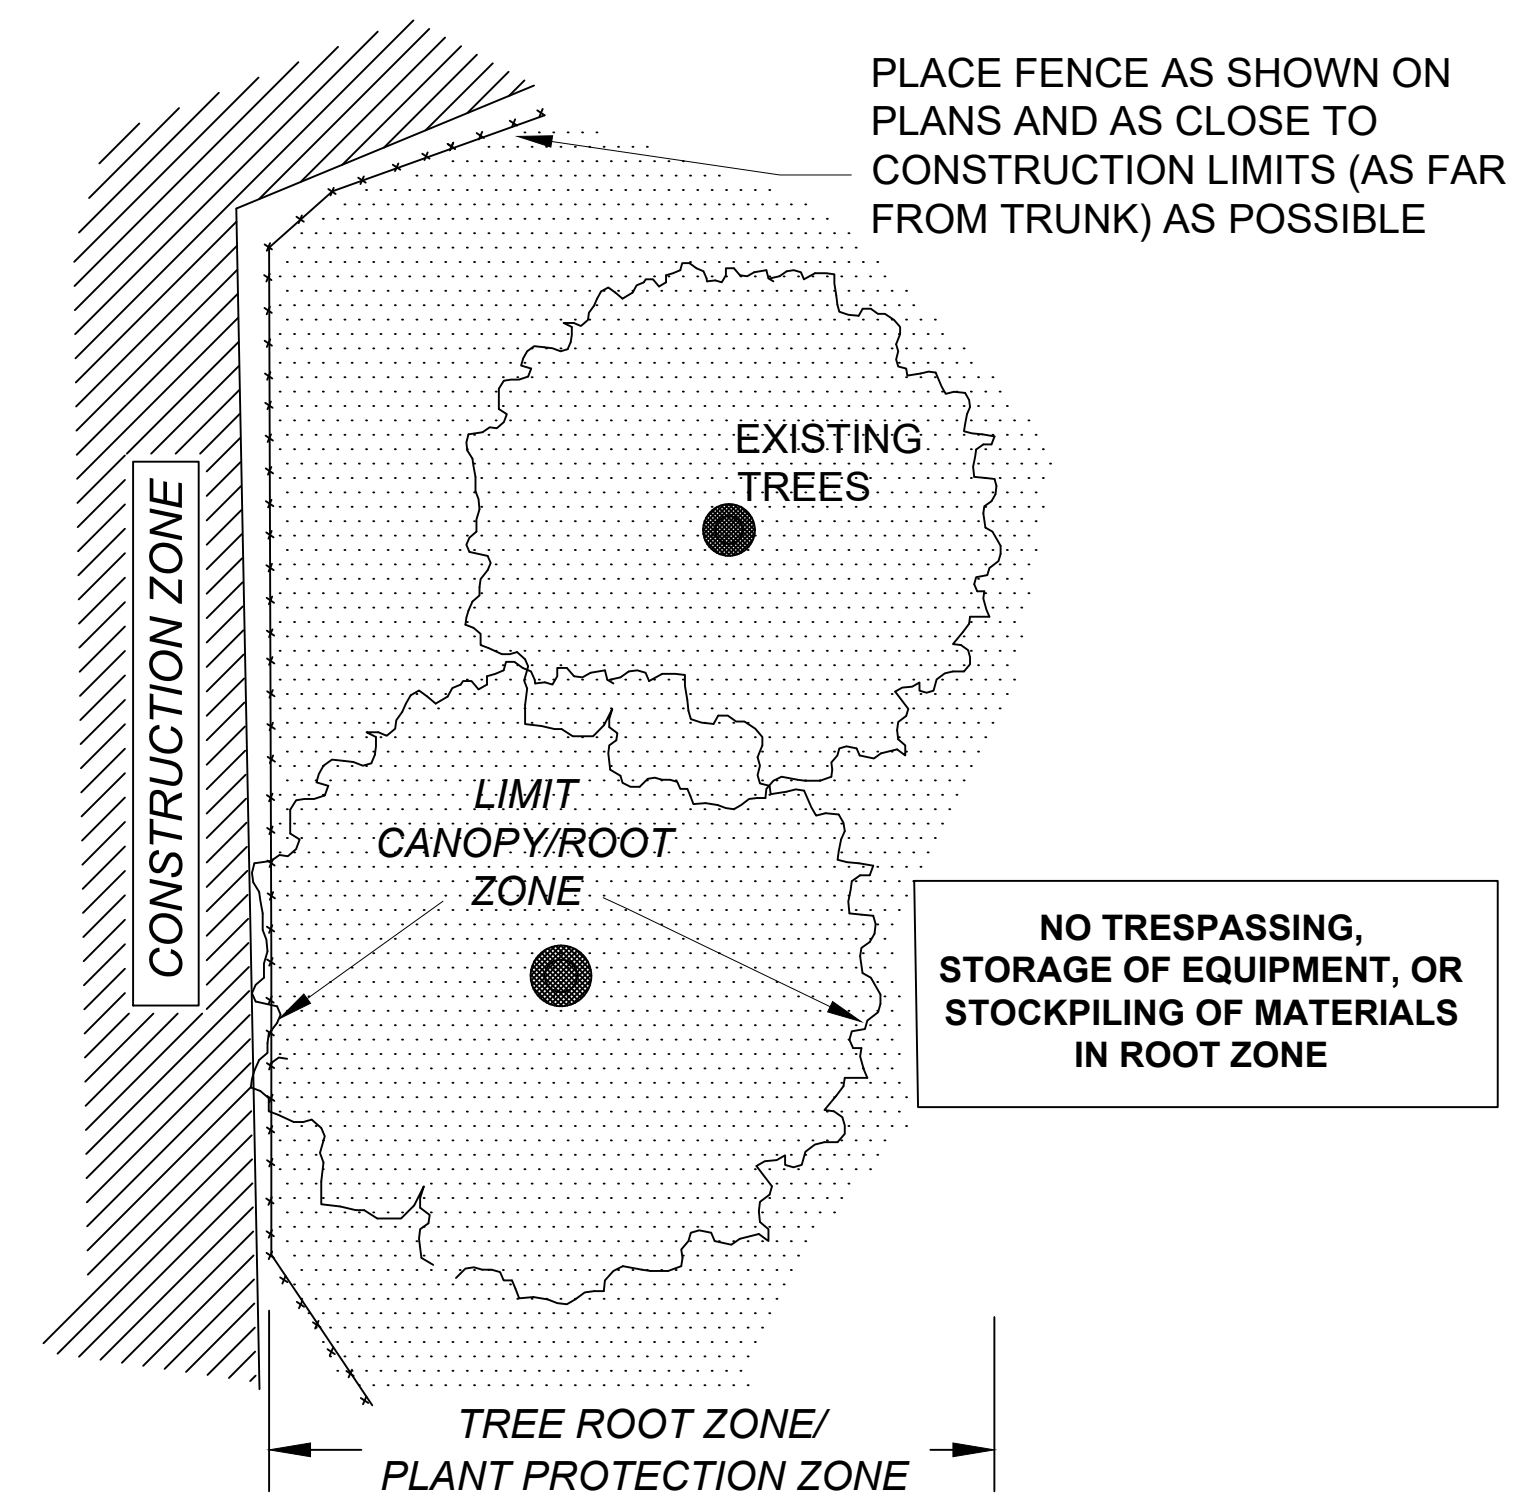 PLACE FENCE AS SHOWN ON
PLANS AND AS CLOSE TO
CONSTRUCTION LIMITS (AS FAR
FROM TRUNK) AS POSSIBLE
EXISTING
TREES
CONSTRUCTION ZONE
LIMIT
CANOPY/ROOT
ZONE
NO TRESPASSING,
STORAGE OF EQUIPMENT, OR
STOCKPILING OF MATERIALS
IN ROOT ZONE
TREE ROOT ZONE/
PLANT PROTECTION ZONE